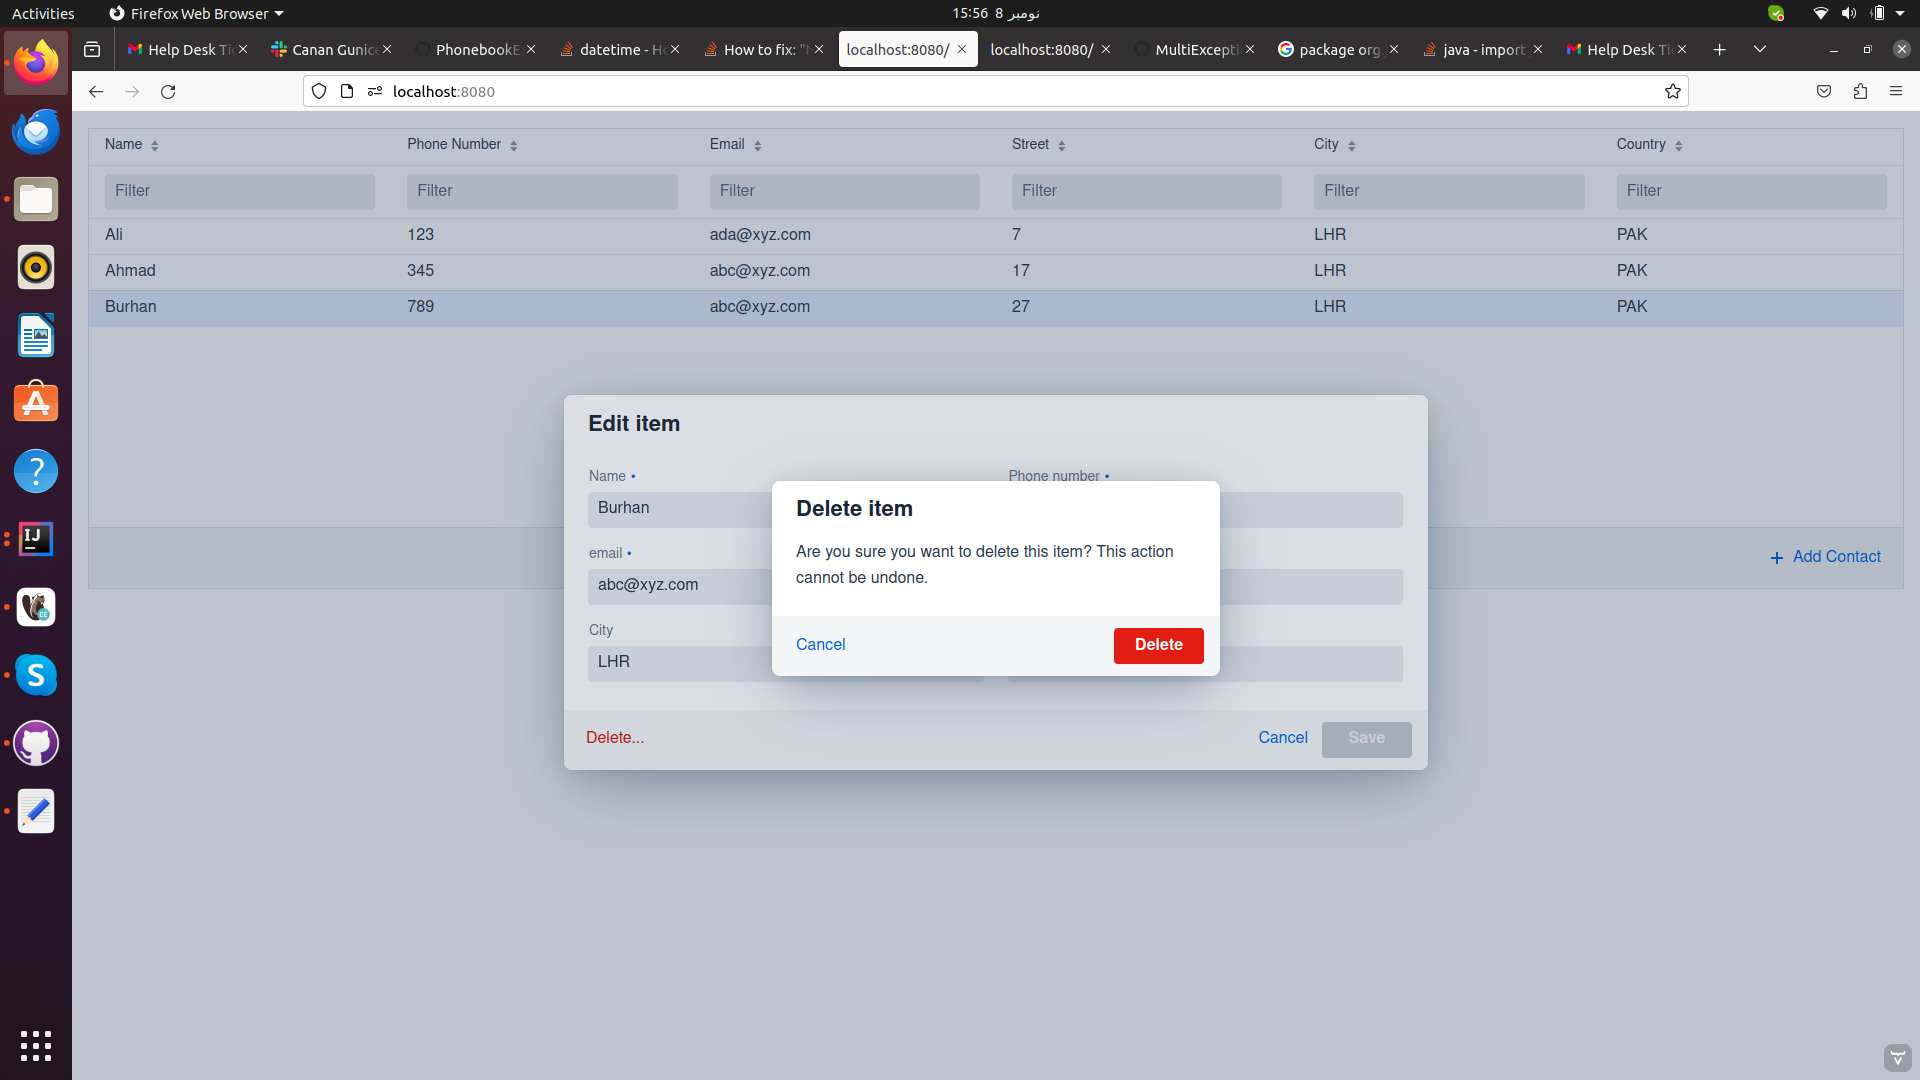 Activities
Firefox Web Browser
15:56 8 نومبر
Help Desk Tic
Canan Gunice
PhonebookE
datetime - Ho
How to fix: "N
localhost:8080/
localhost:8080/
MultiExcepti
package org.
java - import
Help Desk Tic
localhost:8080
Name
Phone Number
Email
Street
City
Country
Filter
Filter
Filter
Filter
Filter
Filter
Ali 123 ada@xyz.com 7 LHR PAK
Ahmad 345 abc@xyz.com 17 LHR PAK
Burhan 789 abc@xyz.com 27 LHR PAK
Add Contact
Edit item
Name •
Phone number •
Burhan
email •
abc@xyz.com
City
LHR
Delete...
Cancel
Save
Delete item
Are you sure you want to delete this item? This action
cannot be undone.
Cancel
Delete